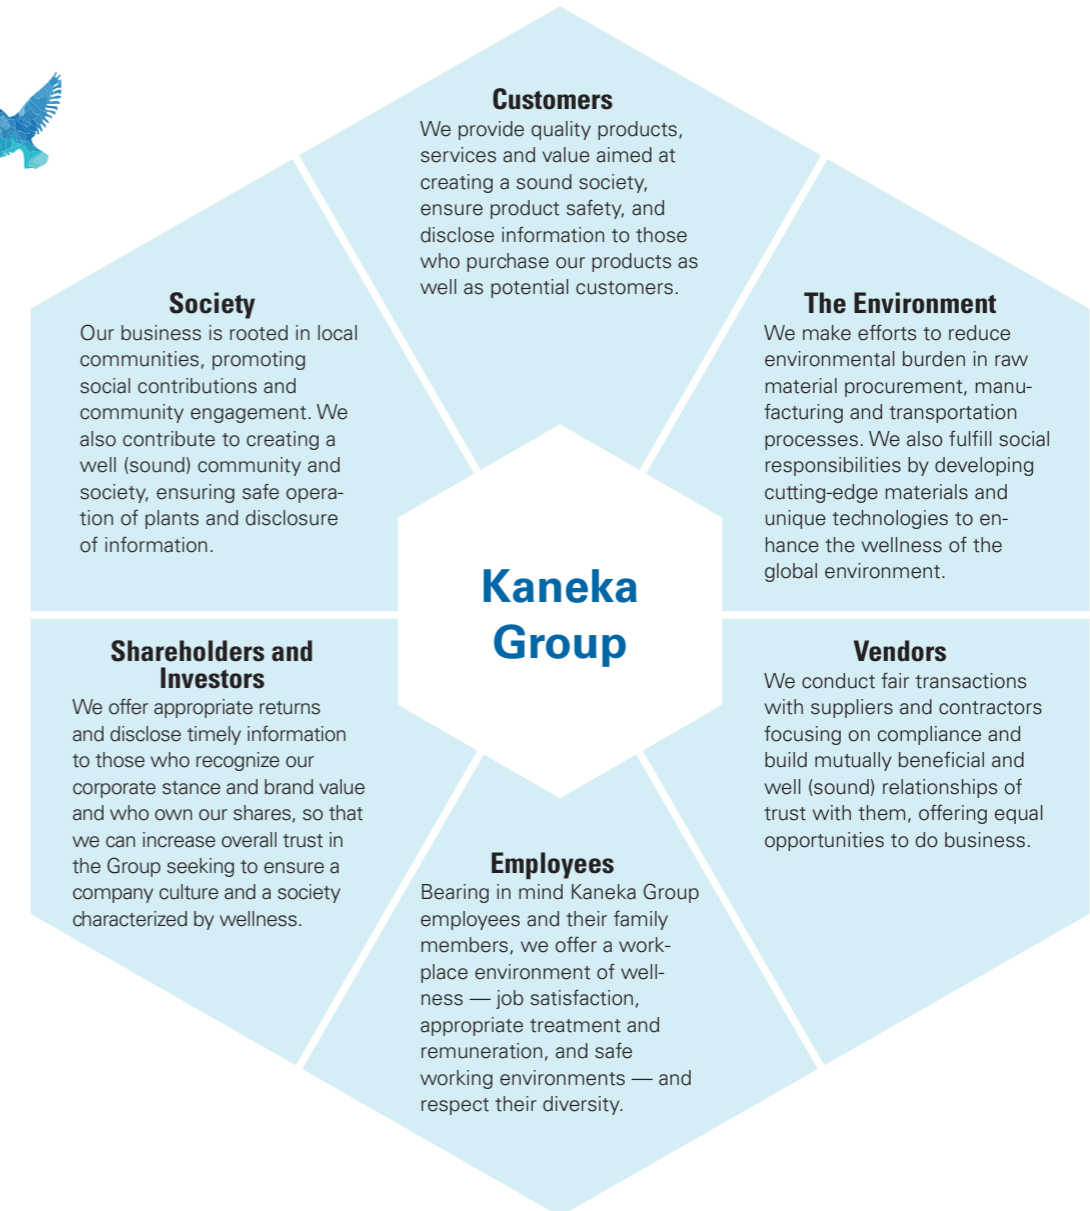 Customers
We provide quality products,
services and value aimed at
creating a sound society,
ensure product safety, and
disclose information to those
who purchase our products as
well as potential customers.
Society
Our business is rooted in local
communities, promoting
social contributions and
community engagement. We
also contribute to creating a
well (sound) community and
society, ensuring safe opera-
tion of plants and disclosure
of information.
The Environment
We make efforts to reduce
environmental burden in raw
material procurement, manu-
facturing and transportation
processes. We also fulfill social
responsibilities by developing
cutting-edge materials and
unique technologies to en-
hance the wellness of the
global environment.
Kaneka
Group
Shareholders and
Investors
We offer appropriate returns
and disclose timely information
to those who recognize our
corporate stance and brand value
and who own our shares, so that
we can increase overall trust in
the Group seeking to ensure a
company culture and a society
characterized by wellness.
Vendors
We conduct fair transactions
with suppliers and contractors
focusing on compliance and
build mutually beneficial and
well (sound) relationships of
trust with them, offering equal
opportunities to do business.
Employees
Bearing in mind Kaneka Group
employees and their family
members, we offer a work-
place environment of well-
ness — job satisfaction,
appropriate treatment and
remuneration, and safe
working environments — and
respect their diversity.